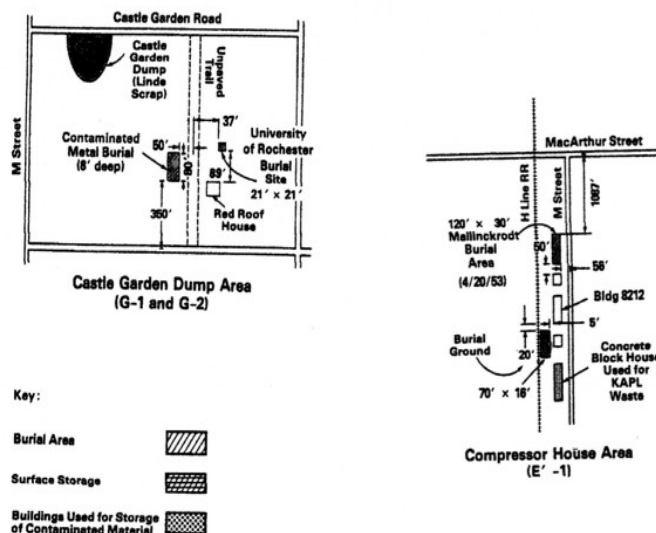 Castle Garden Road
Castle
Garden
Dump
(Linde
Scrap)
Unpaved
Trail
M Street
37'
Contaminated
Metal Burial
(8' deep)
50'
80'
University
of Rochester
Burial
Site
21' × 21'
89'
350'
Red Roof
House
Castle Garden Dump Area
(G-1 and G-2)
MacArthur Street
H Line RR
M Street
1087'
120' × 30'
Mallinckrodt
Burial
Area
(4/20/53)
50'
56'
Bldg 8212
5'
Burial
Ground
20'
70' × 16'
Concrete
Block House
Used for
KAPL
Waste
Compressor House Area
(E' -1)
Key:
Burial Area
Surface Storage
Buildings Used for Storage
of Contaminated Material